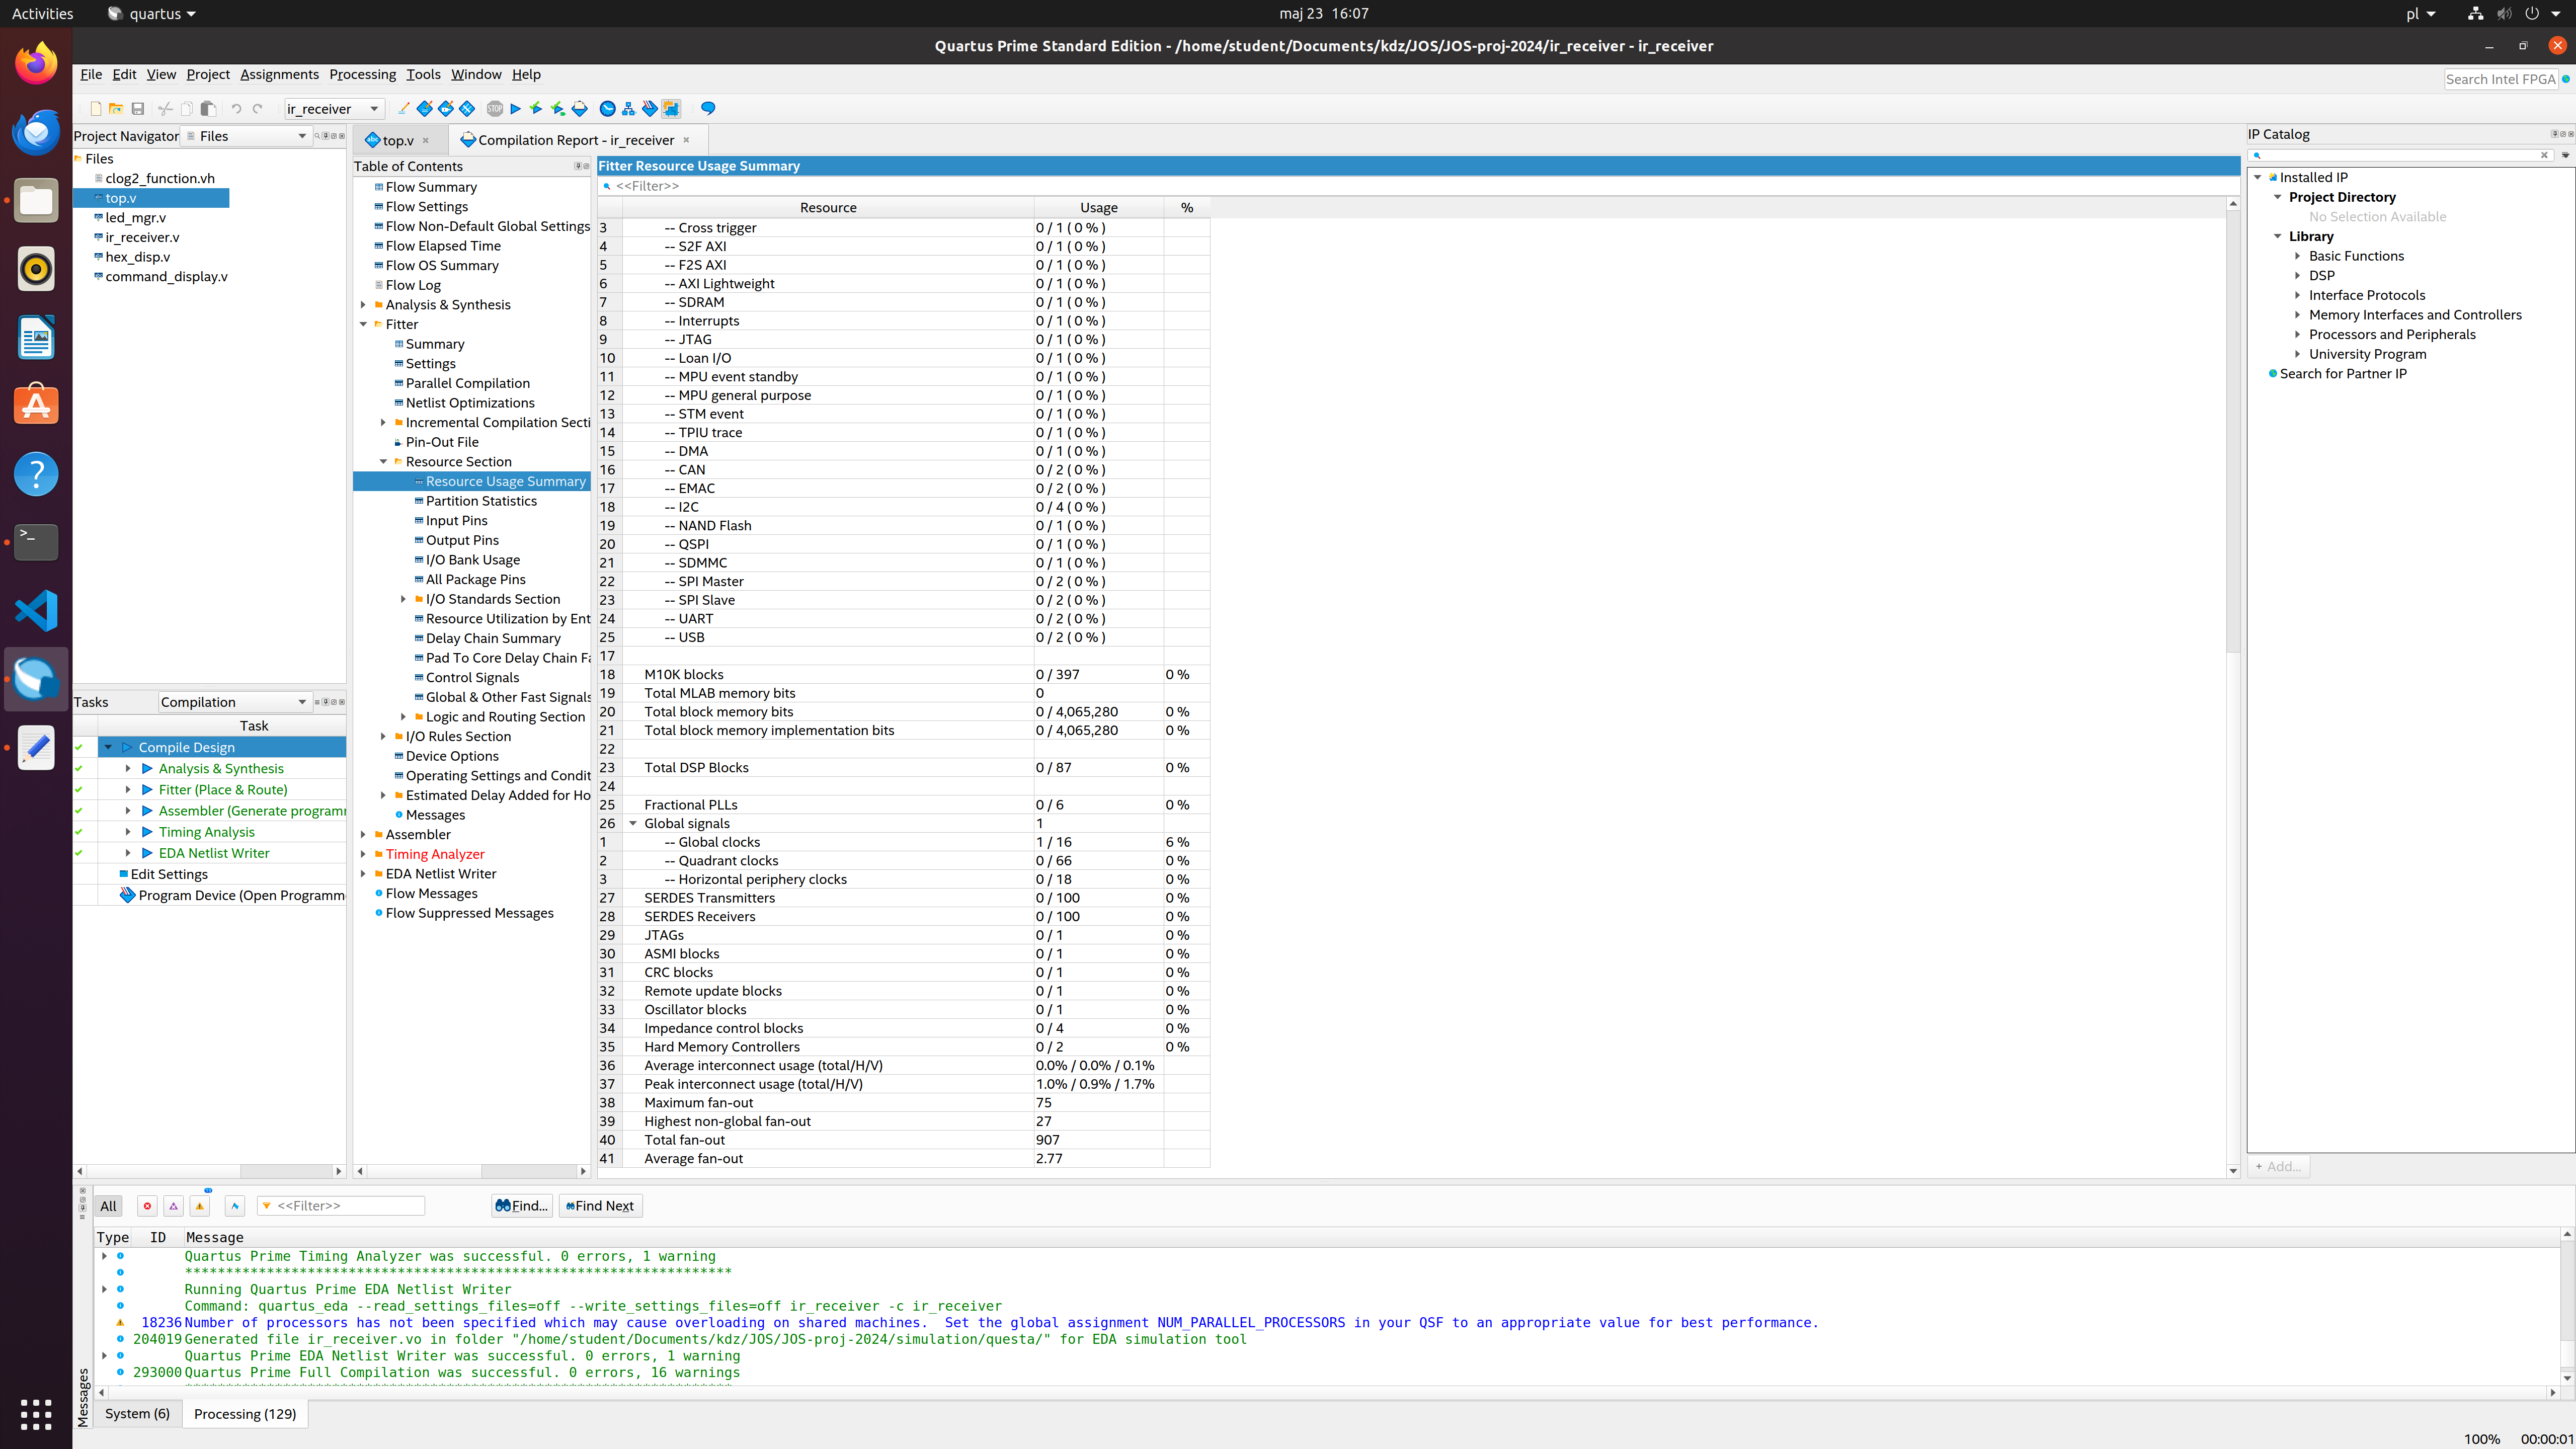 Activities
quartus
maj 23 16:07
pl
Quartus Prime Standard Edition - /home/student/Documents/kdz/JOS/JOS-proj-2024/ir_receiver - ir_receiver
File Edit View Project Assignments Processing Tools Window Help
Search Intel FPGA
ir_receiver
Project Navigator
Files
Files
clog2_function.vh
top.v
led_mgr.v
ir_receiver.v
hex_disp.v
command_display.v
Tasks
Compilation
Task
Compile Design
Analysis & Synthesis
Fitter (Place & Route)
Assembler (Generate programm
Timing Analysis
EDA Netlist Writer
Edit Settings
Program Device (Open Programme
top.v
Compilation Report - ir_receiver
Table of Contents
Flow Summary
Flow Settings
Flow Non-Default Global Settings
Flow Elapsed Time
Flow OS Summary
Flow Log
Analysis & Synthesis
Fitter
Summary
Settings
Parallel Compilation
Netlist Optimizations
Incremental Compilation Secti
Pin-Out File
Resource Section
Resource Usage Summary
Partition Statistics
Input Pins
Output Pins
I/O Bank Usage
All Package Pins
I/O Standards Section
Resource Utilization by Ent
Delay Chain Summary
Pad To Core Delay Chain Fa
Control Signals
Global & Other Fast Signals
Logic and Routing Section
I/O Rules Section
Device Options
Operating Settings and Condit
Estimated Delay Added for Ho
Messages
Assembler
Timing Analyzer
EDA Netlist Writer
Flow Messages
Flow Suppressed Messages
Fitter Resource Usage Summary
<<Filter>>
Resource Usage %
3 -- Cross trigger 0 / 1 ( 0 % )
4 -- S2F AXI 0 / 1 ( 0 % )
5 -- F2S AXI 0 / 1 ( 0 % )
6 -- AXI Lightweight 0 / 1 ( 0 % )
7 -- SDRAM 0 / 1 ( 0 % )
8 -- Interrupts 0 / 1 ( 0 % )
9 -- JTAG 0 / 1 ( 0 % )
10 -- Loan I/O 0 / 1 ( 0 % )
11 -- MPU event standby 0 / 1 ( 0 % )
12 -- MPU general purpose 0 / 1 ( 0 % )
13 -- STM event 0 / 1 ( 0 % )
14 -- TPIU trace 0 / 1 ( 0 % )
15 -- DMA 0 / 1 ( 0 % )
16 -- CAN 0 / 2 ( 0 % )
17 -- EMAC 0 / 2 ( 0 % )
18 -- I2C 0 / 4 ( 0 % )
19 -- NAND Flash 0 / 1 ( 0 % )
20 -- QSPI 0 / 1 ( 0 % )
21 -- SDMMC 0 / 1 ( 0 % )
22 -- SPI Master 0 / 2 ( 0 % )
23 -- SPI Slave 0 / 2 ( 0 % )
24 -- UART 0 / 2 ( 0 % )
25 -- USB 0 / 2 ( 0 % )
17
18 M10K blocks 0 / 397 0 %
19 Total MLAB memory bits 0
20 Total block memory bits 0 / 4,065,280 0 %
21 Total block memory implementation bits 0 / 4,065,280 0 %
22
23 Total DSP Blocks 0 / 87 0 %
24
25 Fractional PLLs 0 / 6 0 %
26 Global signals 1
1 -- Global clocks 1 / 16 6 %
2 -- Quadrant clocks 0 / 66 0 %
3 -- Horizontal periphery clocks 0 / 18 0 %
27 SERDES Transmitters 0 / 100 0 %
28 SERDES Receivers 0 / 100 0 %
29 JTAGs 0 / 1 0 %
30 ASMI blocks 0 / 1 0 %
31 CRC blocks 0 / 1 0 %
32 Remote update blocks 0 / 1 0 %
33 Oscillator blocks 0 / 1 0 %
34 Impedance control blocks 0 / 4 0 %
35 Hard Memory Controllers 0 / 2 0 %
36 Average interconnect usage (total/H/V) 0.0% / 0.0% / 0.1%
37 Peak interconnect usage (total/H/V) 1.0% / 0.9% / 1.7%
38 Maximum fan-out 75
39 Highest non-global fan-out 27
40 Total fan-out 907
41 Average fan-out 2.77
IP Catalog
Installed IP
Project Directory
No Selection Available
Library
Basic Functions
DSP
Interface Protocols
Memory Interfaces and Controllers
Processors and Peripherals
University Program
Search for Partner IP
+ Add...
All
<<Filter>>
Find...
Find Next
Type ID Message
Quartus Prime Timing Analyzer was successful. 0 errors, 1 warning
*******************************************************************
Running Quartus Prime EDA Netlist Writer
Command: quartus_eda --read_settings_files=off --write_settings_files=off ir_receiver -c ir_receiver
18236 Number of processors has not been specified which may cause overloading on shared machines.  Set the global assignment NUM_PARALLEL_PROCESSORS in your QSF to an appropriate value for best performance.
204019 Generated file ir_receiver.vo in folder "/home/student/Documents/kdz/JOS/JOS-proj-2024/simulation/questa/" for EDA simulation tool
Quartus Prime EDA Netlist Writer was successful. 0 errors, 1 warning
293000 Quartus Prime Full Compilation was successful. 0 errors, 16 warnings
Messages
System (6)
Processing (129)
100% 00:00:01